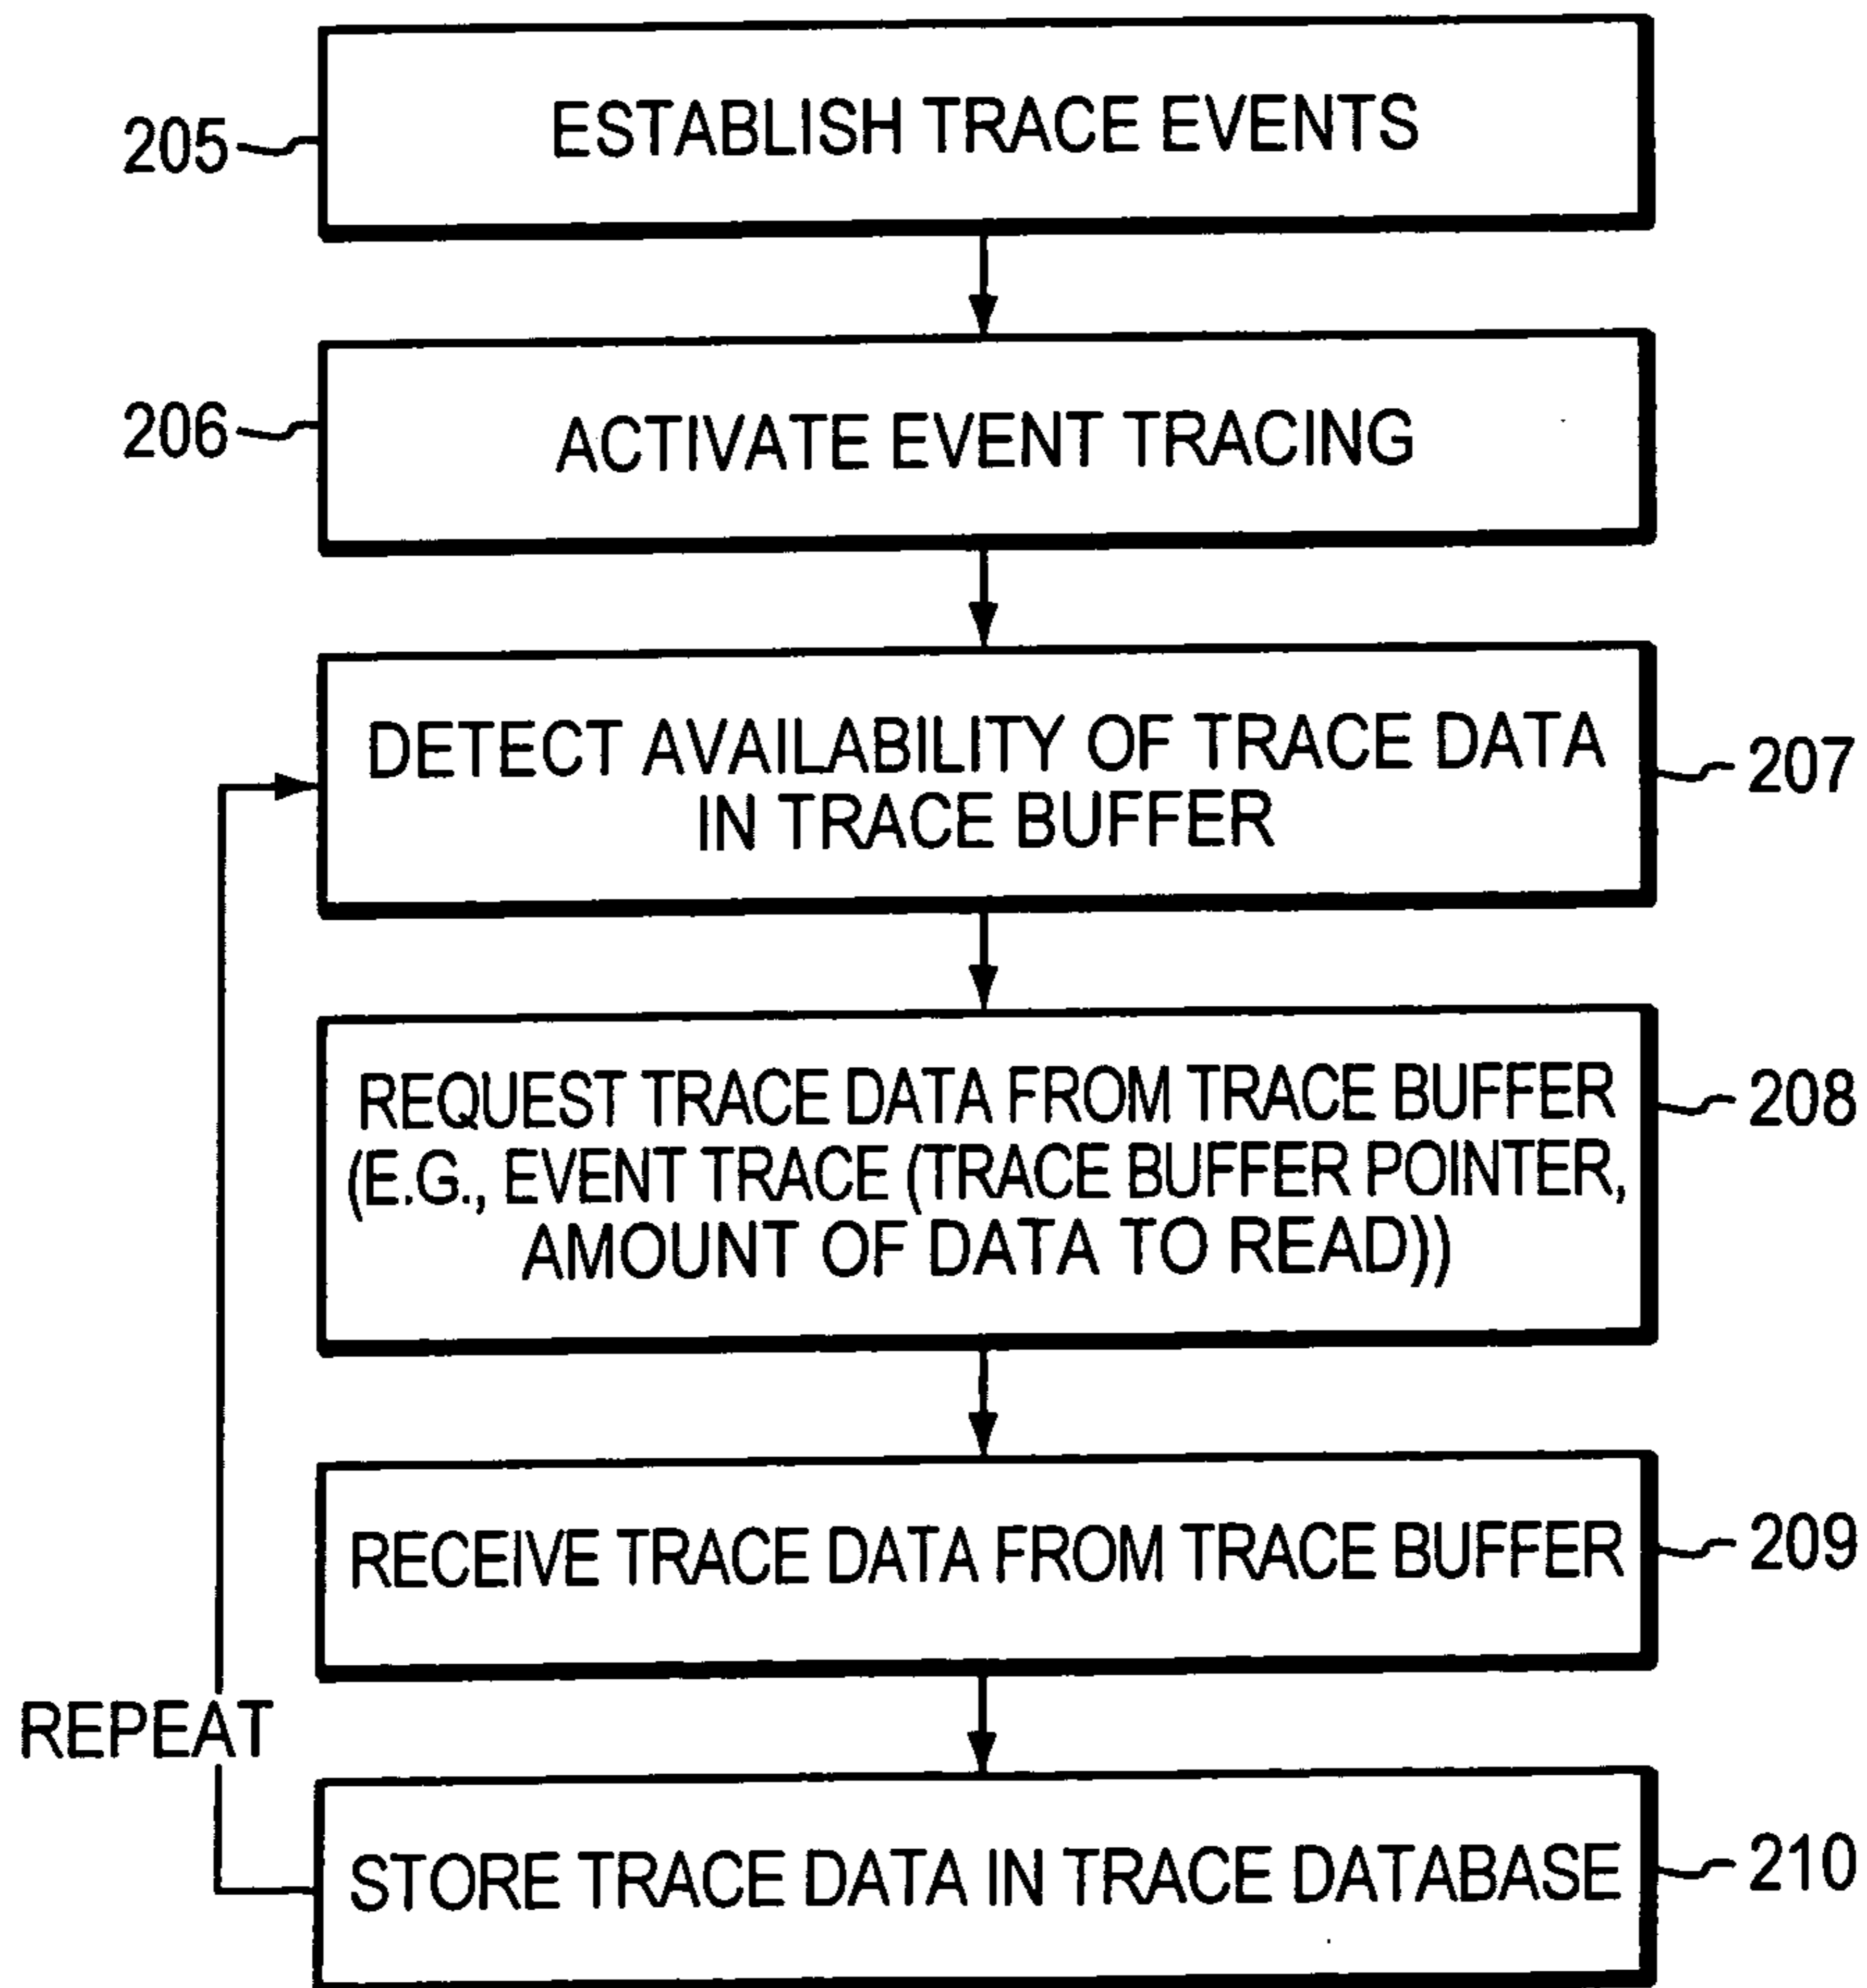 ESTABLISH TRACE EVENTS
205
ACTIVATE EVENT TRACING
206
DETECT AVAILABILITY OF TRACE DATA
IN TRACE BUFFER
207
REQUEST TRACE DATA FROM TRACE BUFFER
(E.G., EVENT TRACE (TRACE BUFFER POINTER,
AMOUNT OF DATA TO READ))
208
RECEIVE TRACE DATA FROM TRACE BUFFER
209
REPEAT
STORE TRACE DATA IN TRACE DATABASE
210